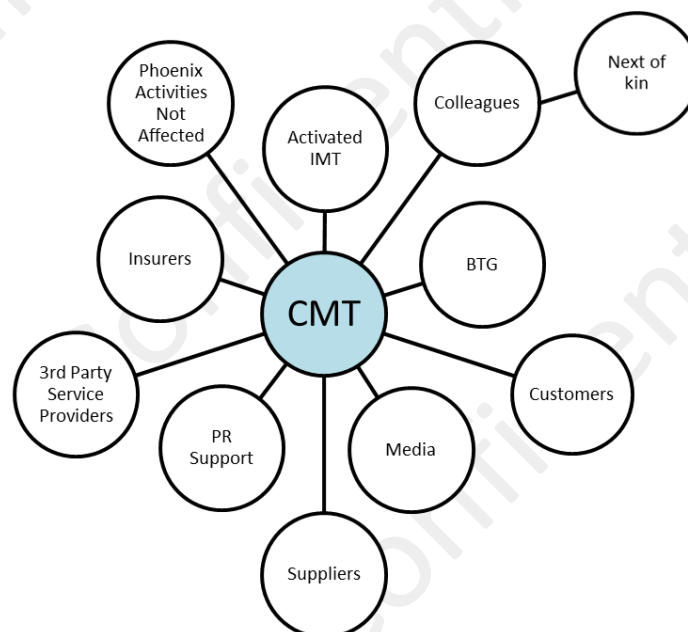 Phoenix
Activities
Not
Affected
Activated
IMT
Colleagues
Next of
kin
Insurers
BTG
CMT
3rd Party
Service
Providers
PR
Support
Media
Customers
Suppliers
Confidential